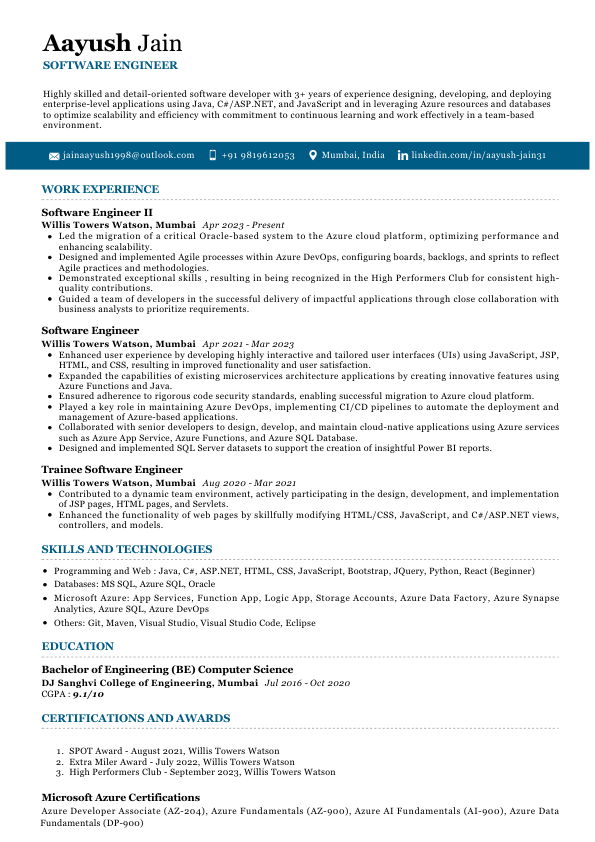 Aayush Jain
SOFTWARE ENGINEER
Highly skilled and detail-oriented software developer with 3+ years of experience designing, developing, and deploying
enterprise-level applications using Java, C#/ASP.NET, and JavaScript and in leveraging Azure resources and databases
to optimize scalability and efficiency with commitment to continuous learning and work effectively in a team-based
environment.
jainaayush1998@outlook.com +91 9819612053 Mumbai, India linkedin.com/in/aayush-jain31
WORK EXPERIENCE
Software Engineer II
Willis Towers Watson, Mumbai Apr 2023 - Present
• Led the migration of a critical Oracle-based system to the Azure cloud platform, optimizing performance and
enhancing scalability.
• Designed and implemented Agile processes within Azure DevOps, configuring boards, backlogs, and sprints to reflect
Agile practices and methodologies.
• Demonstrated exceptional skills , resulting in being recognized in the High Performers Club for consistent high-
quality contributions.
• Guided a team of developers in the successful delivery of impactful applications through close collaboration with
business analysts to prioritize requirements.
Software Engineer
Willis Towers Watson, Mumbai Apr 2021 - Mar 2023
• Enhanced user experience by developing highly interactive and tailored user interfaces (UIs) using JavaScript, JSP,
HTML, and CSS, resulting in improved functionality and user satisfaction.
• Expanded the capabilities of existing microservices architecture applications by creating innovative features using
Azure Functions and Java.
• Ensured adherence to rigorous code security standards, enabling successful migration to Azure cloud platform.
• Played a key role in maintaining Azure DevOps, implementing CI/CD pipelines to automate the deployment and
management of Azure-based applications.
• Collaborated with senior developers to design, develop, and maintain cloud-native applications using Azure services
such as Azure App Service, Azure Functions, and Azure SQL Database.
• Designed and implemented SQL Server datasets to support the creation of insightful Power BI reports.
Trainee Software Engineer
Willis Towers Watson, Mumbai Aug 2020 - Mar 2021
• Contributed to a dynamic team environment, actively participating in the design, development, and implementation
of JSP pages, HTML pages, and Servlets.
• Enhanced the functionality of web pages by skillfully modifying HTML/CSS, JavaScript, and C#/ASP.NET views,
controllers, and models.
SKILLS AND TECHNOLOGIES
• Programming and Web : Java, C#, ASP.NET, HTML, CSS, JavaScript, Bootstrap, JQuery, Python, React (Beginner)
• Databases: MS SQL, Azure SQL, Oracle
• Microsoft Azure: App Services, Function App, Logic App, Storage Accounts, Azure Data Factory, Azure Synapse
Analytics, Azure SQL, Azure DevOps
• Others: Git, Maven, Visual Studio, Visual Studio Code, Eclipse
EDUCATION
Bachelor of Engineering (BE) Computer Science
DJ Sanghvi College of Engineering, Mumbai Jul 2016 - Oct 2020
CGPA : 9.1/10
CERTIFICATIONS AND AWARDS
1. SPOT Award - August 2021, Willis Towers Watson
2. Extra Miler Award - July 2022, Willis Towers Watson
3. High Performers Club - September 2023, Willis Towers Watson
Microsoft Azure Certifications
Azure Developer Associate (AZ-204), Azure Fundamentals (AZ-900), Azure AI Fundamentals (AI-900), Azure Data
Fundamentals (DP-900)